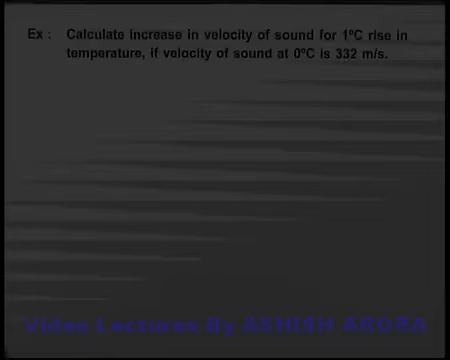 Ex : Calculate increase in velocity of sound for 1ºC rise in
temperature, if velocity of sound at 0ºC is 332 m/s.
Video Lectures By ASHISH ARORA